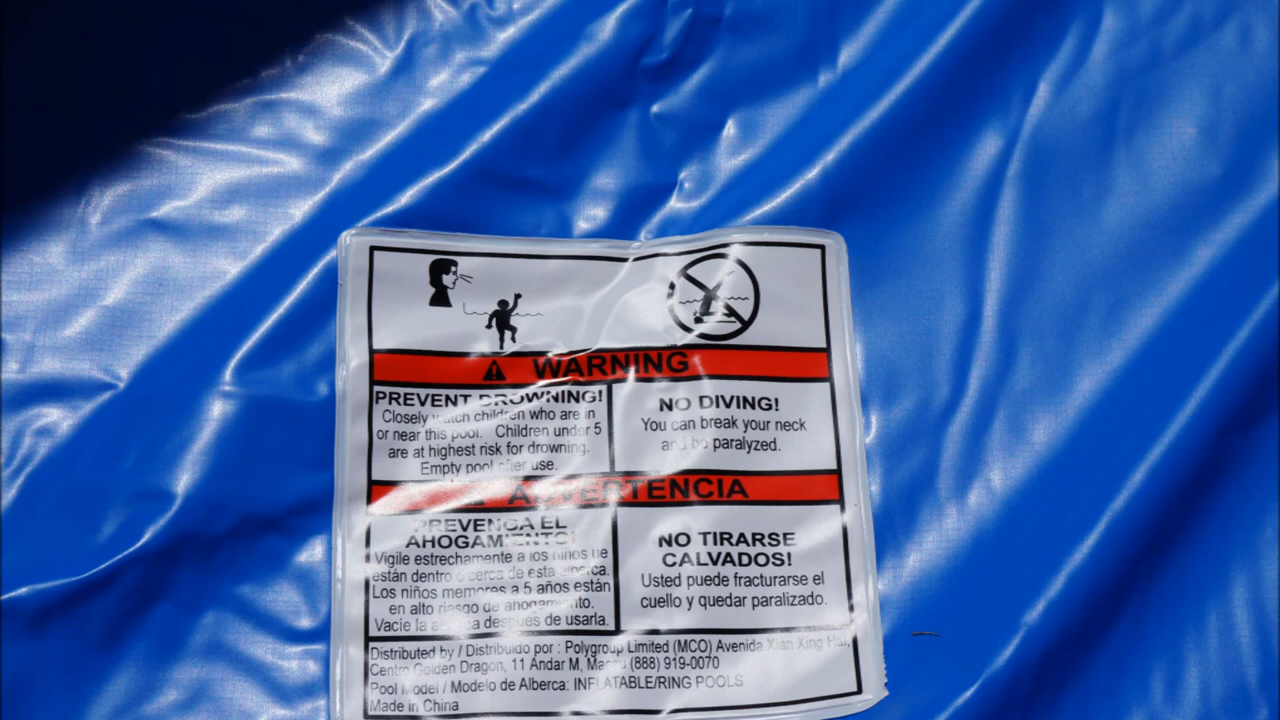 WARNING
PREVENT DROWNING!
Closely watch children who are in
or near this pool. Children under 5
are at highest risk for drowning.
Empty pool after use.
NO DIVING!
You can break your neck
and be paralyzed.
ADVERTENCIA
PREVENGA EL
AHOGAMIENTO!
Vigile estrechamente a los niños ue
están dentro o cerca de esta alberca.
Los niños memores a 5 años están
en alto riesgo de ahogamiento.
Vacie la alberca despues de usarla.
NO TIRARSE
CALVADOS!
Usted puede fracturarse el
cuello y quedar paralizado.
Distributed by / Distribuido por : Polygroup Limited (MCO) Avenida Xian Xing Hai,
Centro Golden Dragon, 11 Andar M, Macau (888) 919-0070
Pool Model / Modelo de Alberca: INFLATABLE/RING POOLS
Made in China